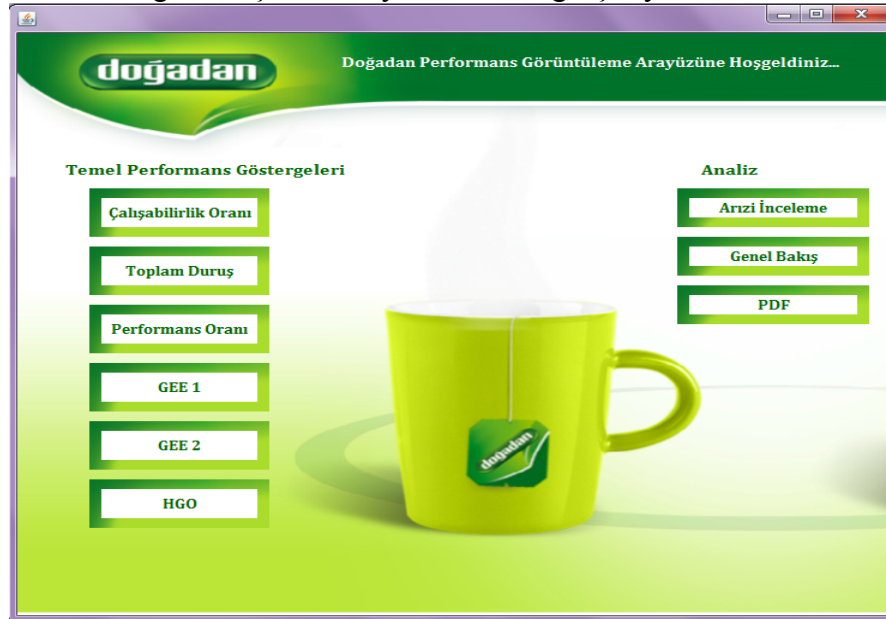 doğadan
Doğadan Performans Görüntüleme Arayüzüne Hoşgeldiniz...
Temel Performans Göstergeleri
Çalışabilirlik Oranı
Toplam Duruş
Performans Oranı
GEE 1
GEE 2
HGO
Analiz
Arızi İnceleme
Genel Bakış
PDF
doğadan